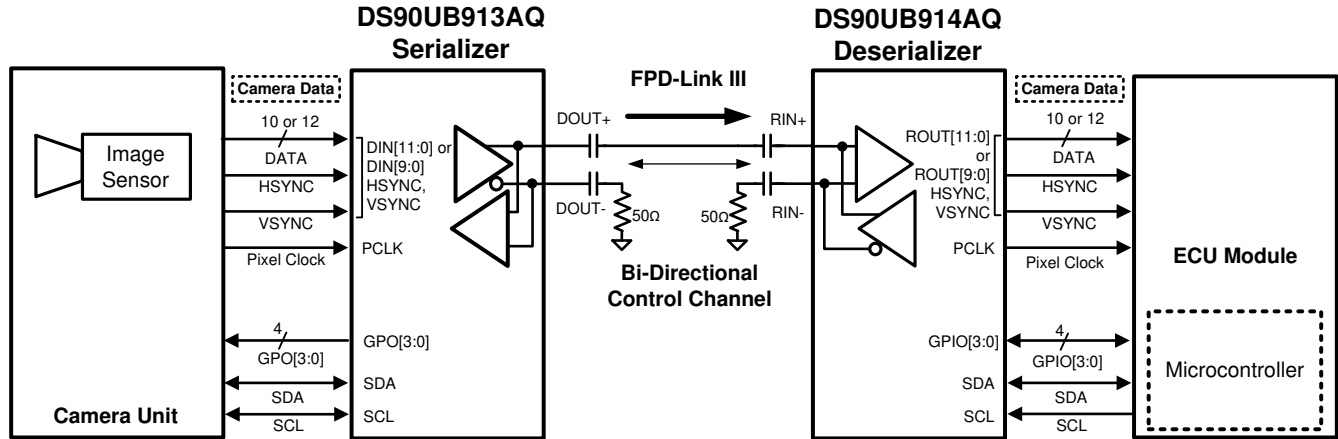 DS90UB913AQ
Serializer
DS90UB914AQ
Deserializer
FPD-Link III
Camera Data
10 or 12
DATA
HSYNC
VSYNC
Pixel Clock
4
GPO[3:0]
SDA
SCL
Image
Sensor
Camera Unit
DIN[11:0] or
DIN[9:0]
HSYNC,
VSYNC
PCLK
GPO[3:0]
SDA
SCL
DOUT+
DOUT-
50Ω
RIN+
RIN-
50Ω
Bi-Directional
Control Channel
ROUT[11:0]
or
ROUT[9:0]
HSYNC,
VSYNC
PCLK
GPIO[3:0]
SDA
SCL
Camera Data
10 or 12
DATA
HSYNC
VSYNC
Pixel Clock
4
GPIO[3:0]
SDA
SCL
ECU Module
Microcontroller